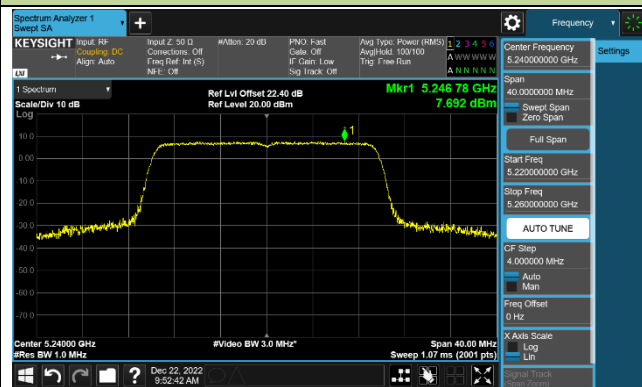 Spectrum Analyzer 1
Swept SA
Frequency
KEYSIGHT
Input: RF
Coupling: DC
Align: Auto
Input Z: 50 Ω
Corrections: Off
Freq Ref: Int (S)
NFE: Off
#Atten: 20 dB
PNO: Fast
Gate: Off
IF Gain: Low
Sig Track: Off
Avg Type: Power (RMS)
Avg|Hold: 100/100
Trig: Free Run
1 2 3 4 5 6
A W W W W W
A N N N N N
LXI
1 Spectrum
Scale/Div 10 dB
Log
Ref Lvl Offset 22.40 dB
Ref Level 20.00 dBm
Mkr1 5.246 78 GHz
7.692 dBm
1
10.0
0.00
-10.0
-20.0
-30.0
-40.0
-50.0
-60.0
-70.0
Center 5.24000 GHz
#Res BW 1.0 MHz
#Video BW 3.0 MHz*
Span 40.00 MHz
Sweep 1.07 ms (2001 pts)
Dec 22, 2022
9:52:42 AM
Center Frequency
5.240000000 GHz
Settings
Span
40.0000000 MHz
Swept Span
Zero Span
Full Span
Start Freq
5.220000000 GHz
Stop Freq
5.260000000 GHz
AUTO TUNE
CF Step
4.000000 MHz
Auto
Man
Freq Offset
0 Hz
X Axis Scale
Log
Lin
Signal Track
(Span Zoom)